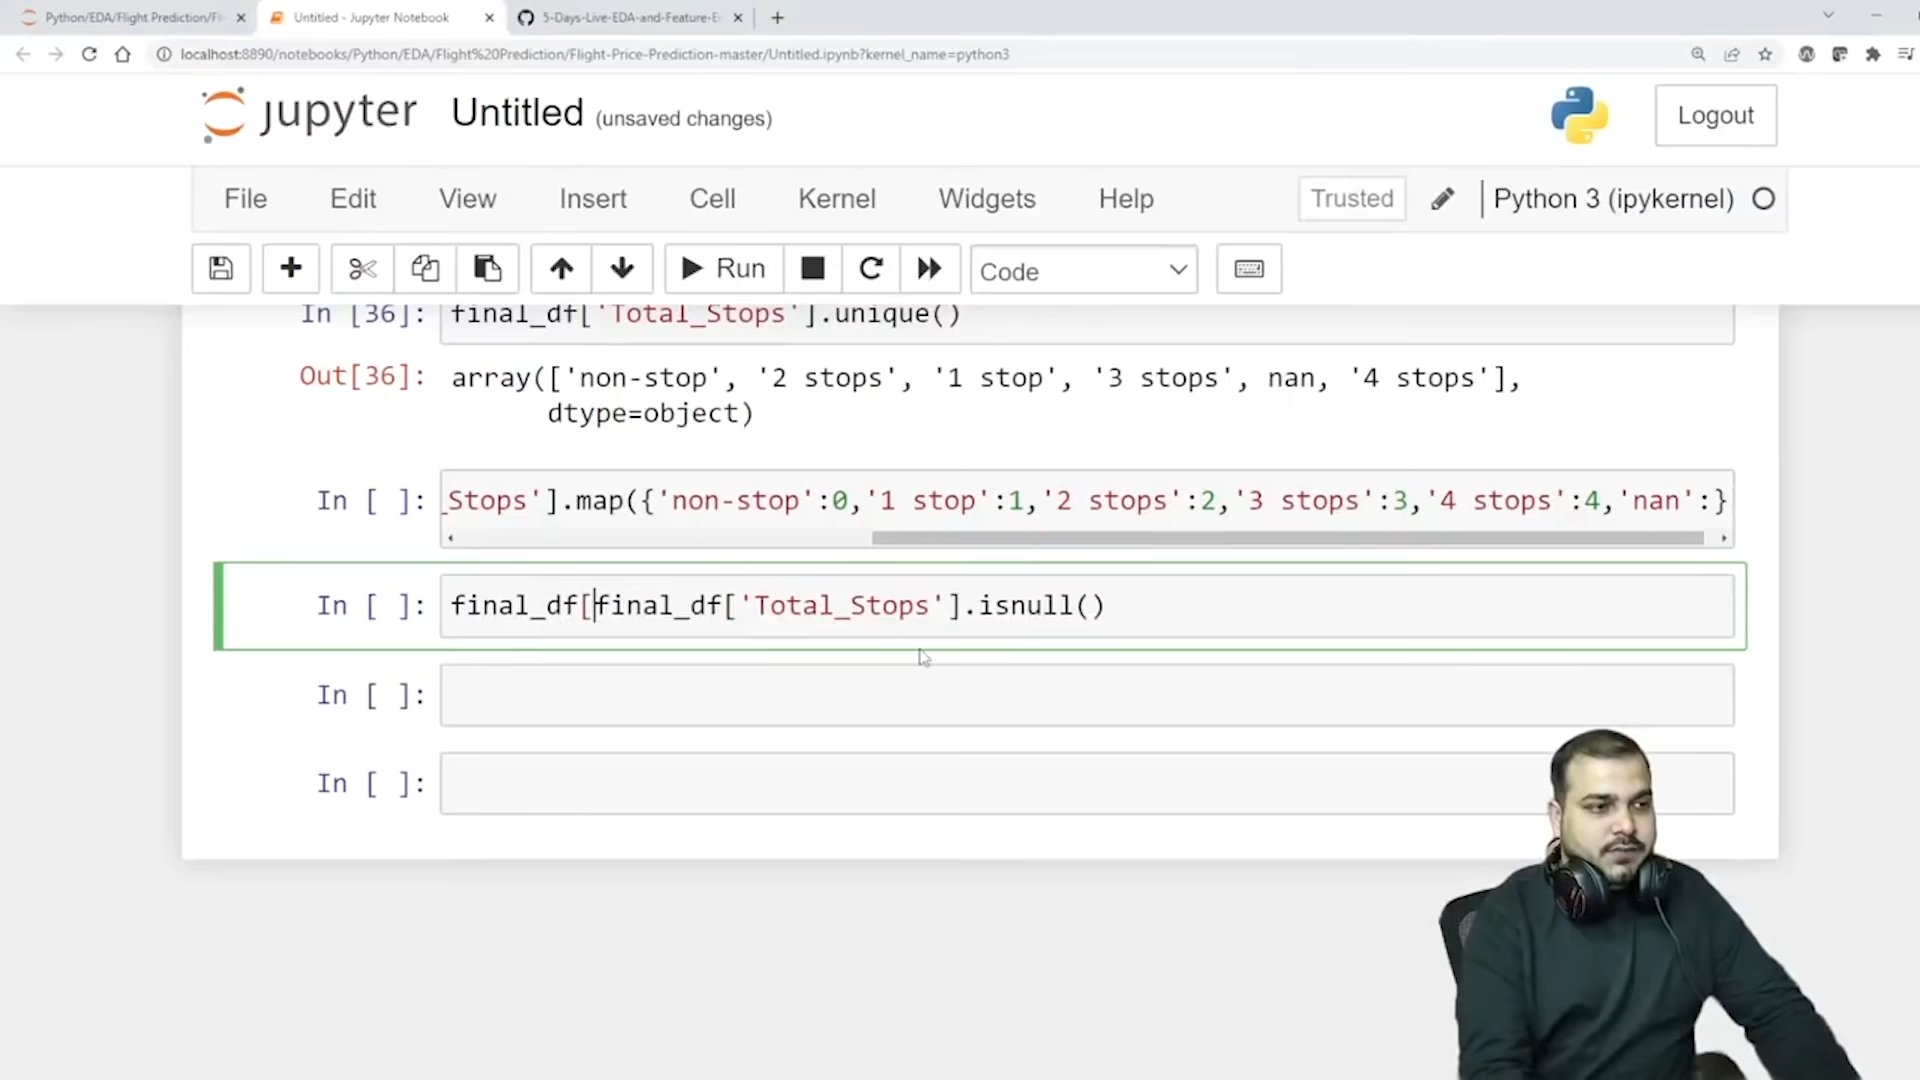 Python/EDA/Flight Prediction/Fli
Untitled - Jupyter Notebook
5-Days-Live-EDA-and-Feature-E
localhost:8890/notebooks/Python/EDA/Flight%20Prediction/Flight-Price-Prediction-master/Untitled.ipynb?kernel_name=python3
jupyter Untitled (unsaved changes)
Logout
File Edit View Insert Cell Kernel Widgets Help Trusted Python 3 (ipykernel)
Run Code
In [36]: final_df['Total_Stops'].unique()
Out[36]: array(['non-stop', '2 stops', '1 stop', '3 stops', nan, '4 stops'],
dtype=object)
In [ ]: _Stops'].map({'non-stop':0,'1 stop':1,'2 stops':2,'3 stops':3,'4 stops':4,'nan':}
In [ ]: final_df[final_df['Total_Stops'].isnull()
In [ ]:
In [ ]: